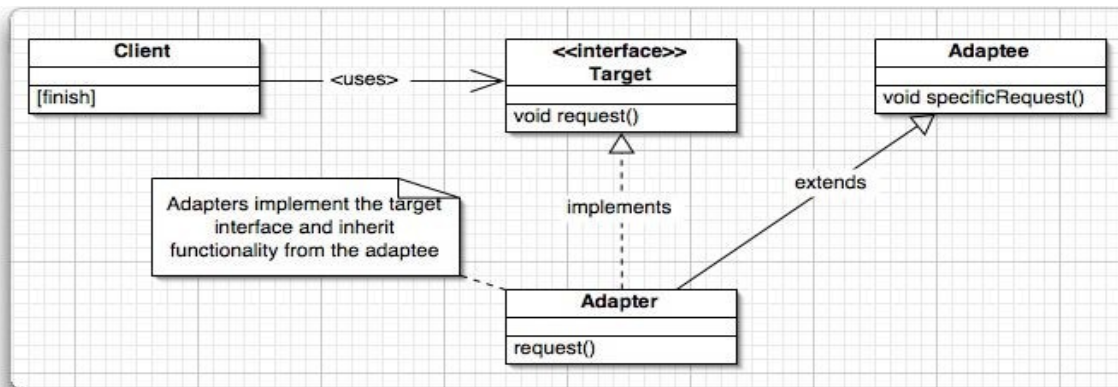 Client
[finish]
<uses>
<<interface>>
Target
void request()
Adaptee
void specificRequest()
implements
extends
Adapters implement the target
interface and inherit
functionality from the adaptee
Adapter
request()